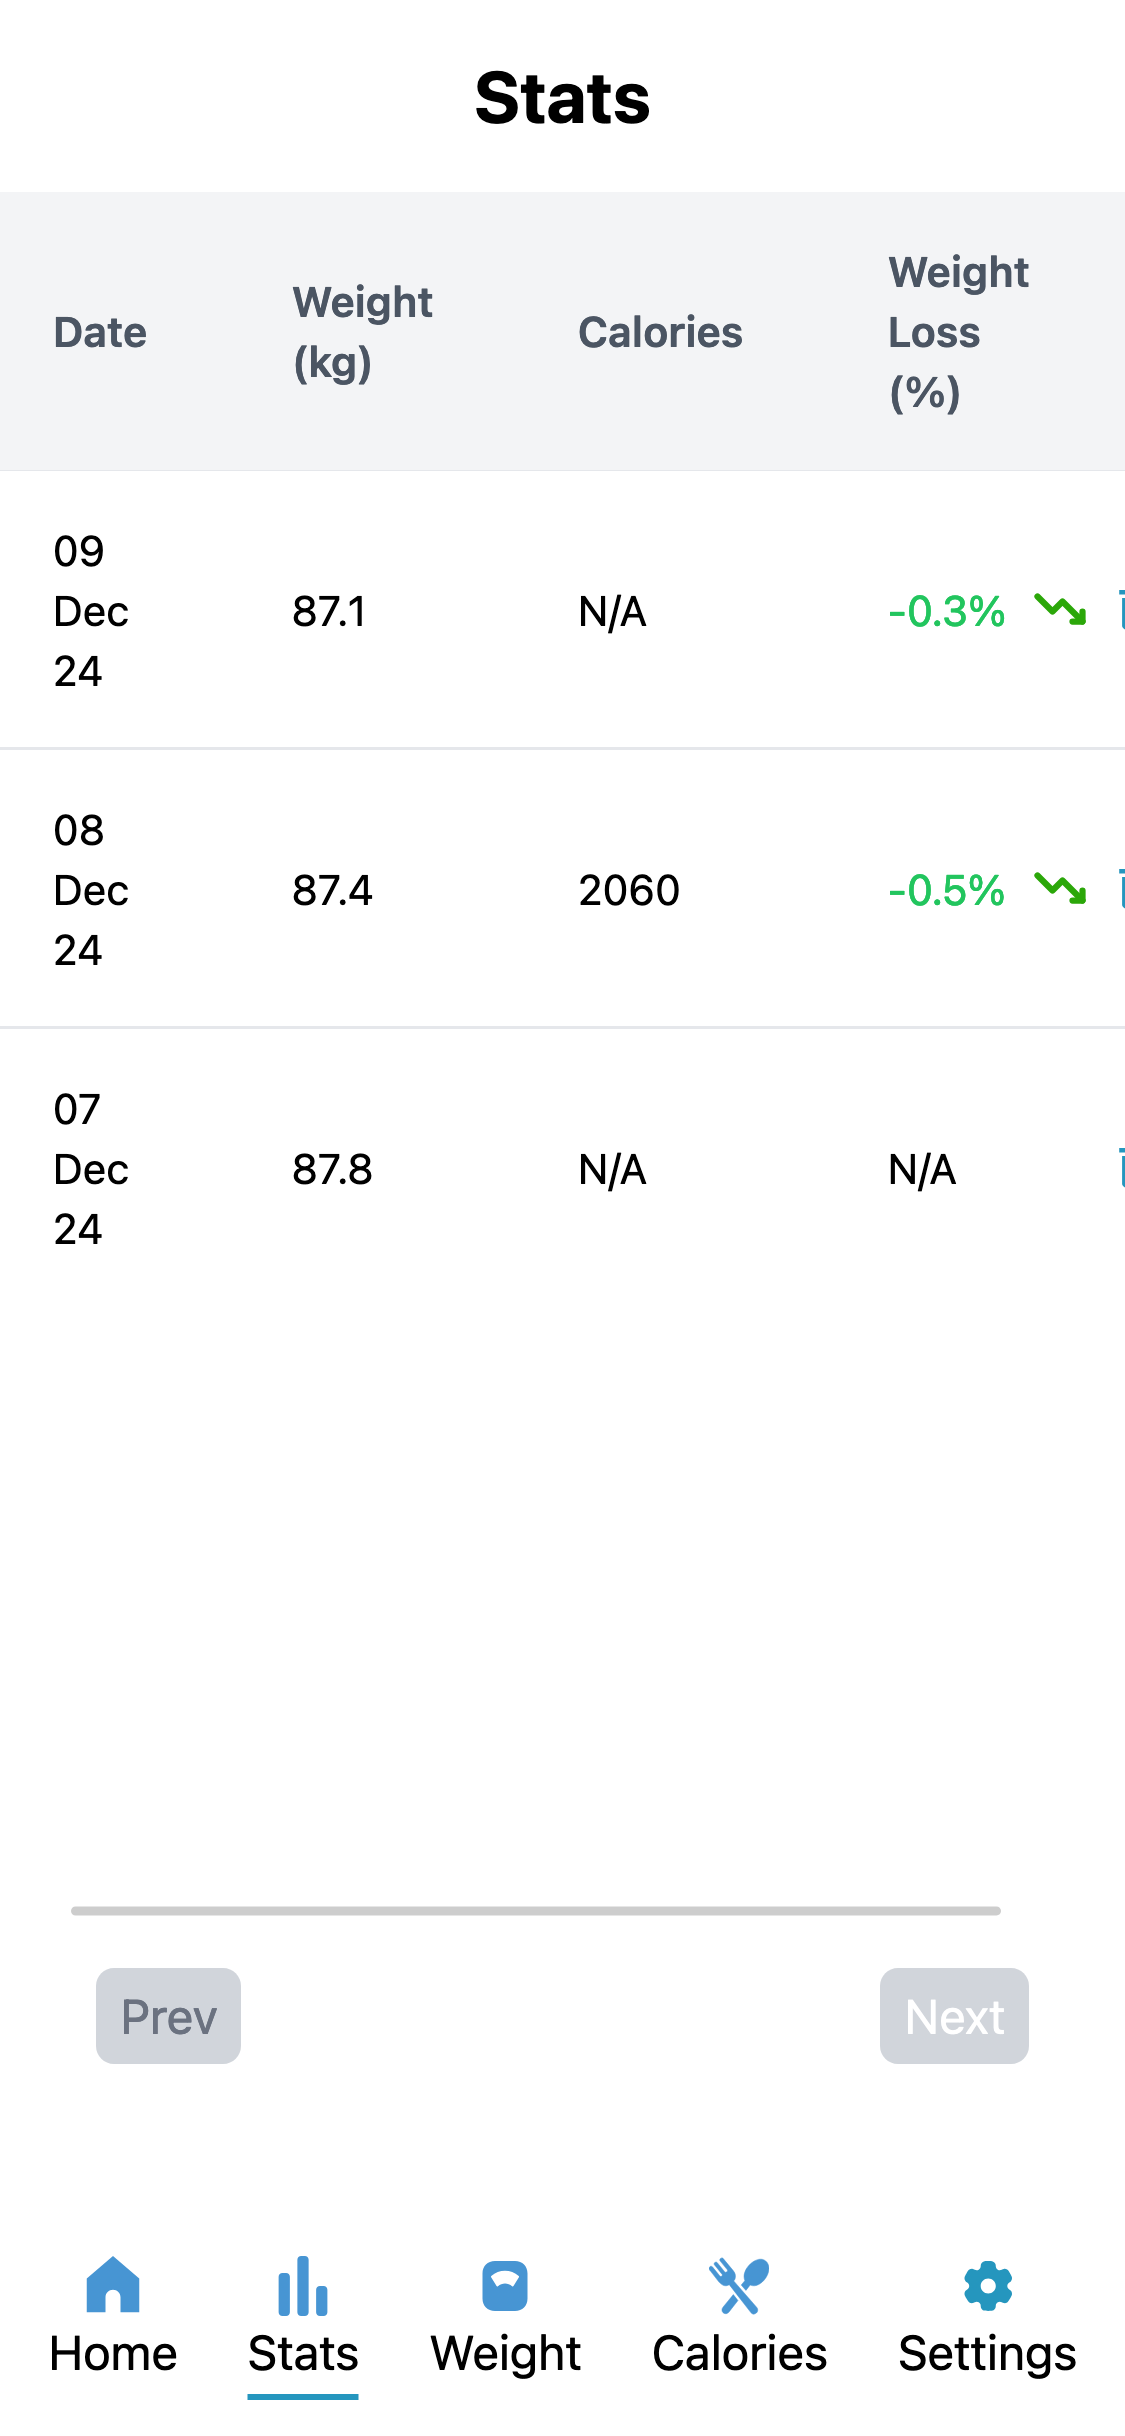 Stats
Date
Weight
(kg)
Calories
Weight
Loss
(%)
09
Dec
24
87.1
N/A
-0.3%
08
Dec
24
87.4
2060
-0.5%
07
Dec
24
87.8
N/A
N/A
Prev
Next
Home
Stats
Weight
Calories
Settings